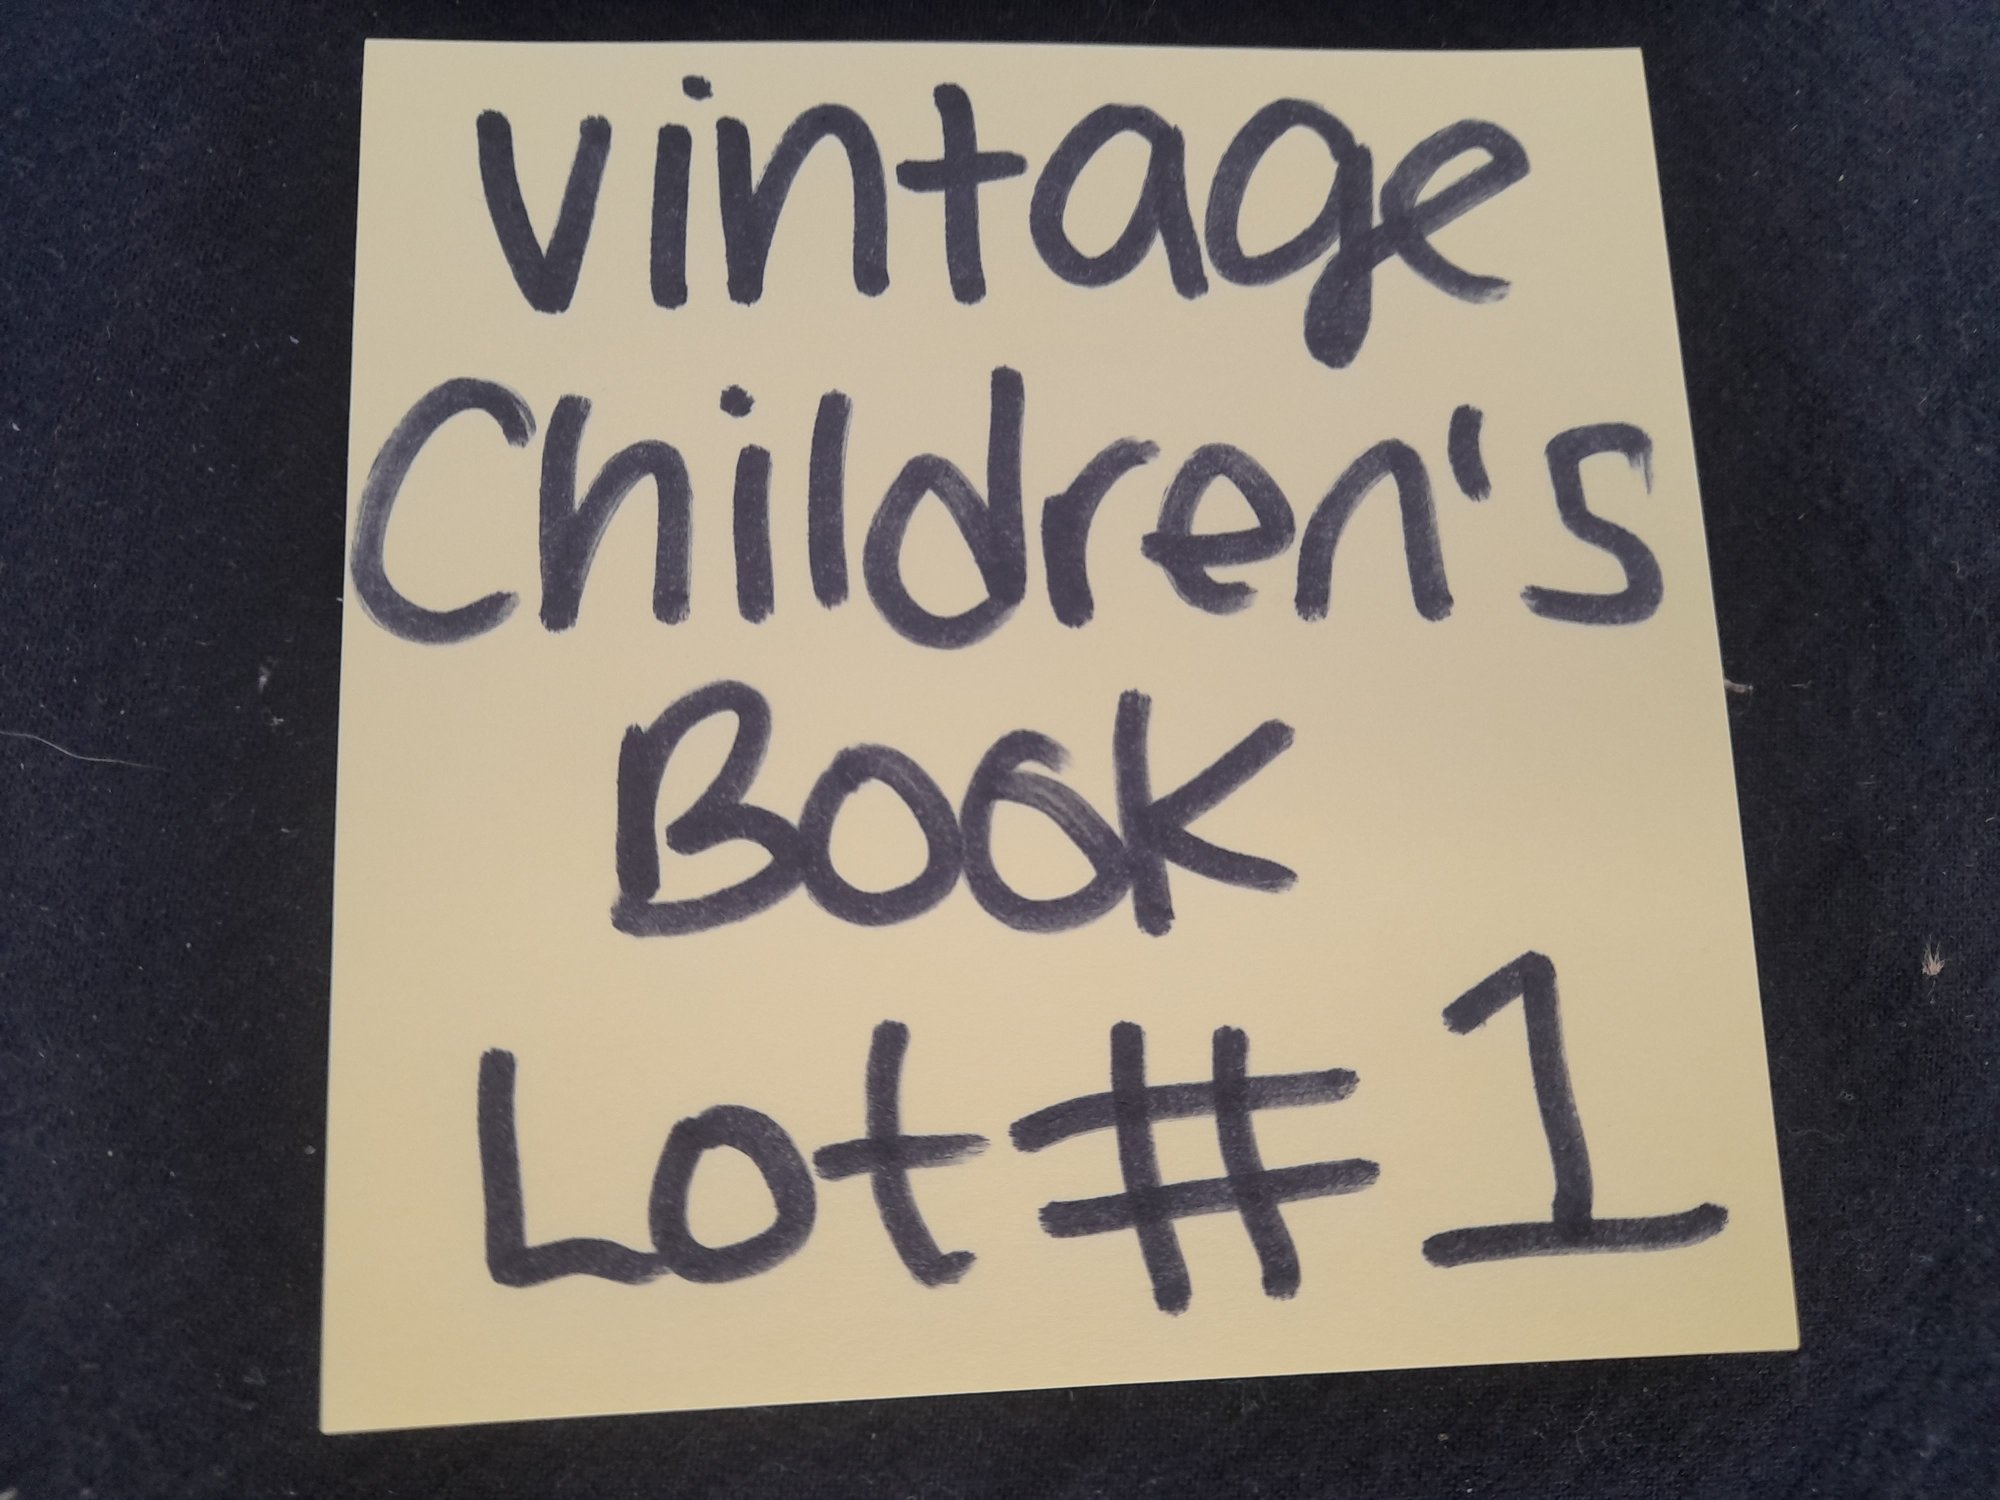 vintage
Children's
Book
Lot #1